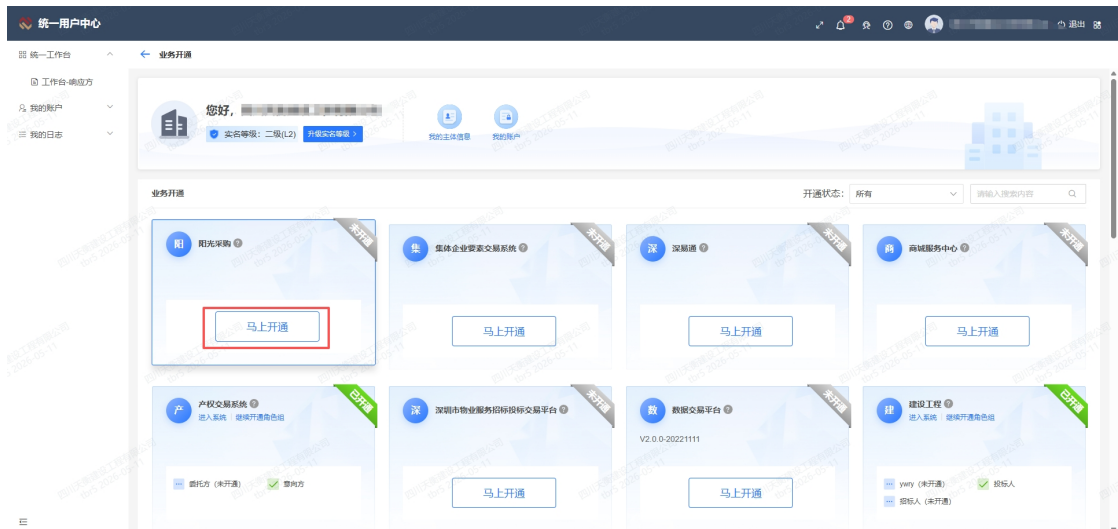 统一用户中心
2
退出
统一工作台
业务开通
工作台-响应方
我的账户
我的日志
您好,
实名等级：二级(L2) 升级实名等级 >
我的主体信息 我的账户
业务开通
开通状态： 所有 请输入搜索内容
阳 阳光采购 未开通
马上开通
集 集体企业要素交易系统 未开通
马上开通
深 深易通 未开通
马上开通
商 商城服务中心 未开通
马上开通
产 产权交易系统 已开通
进入系统 | 继续开通角色组
委托方 (未开通) 意向方
深 深圳市物业服务招标投标交易平台 未开通
马上开通
数 数据交易平台 未开通
V2.0.0-20221111
马上开通
建 建设工程 已开通
进入系统 | 继续开通角色组
ywry (未开通) 投标人
招标人 (未开通)